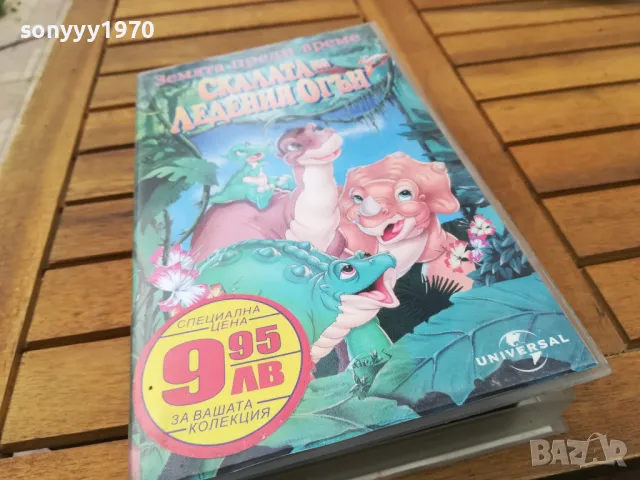 sonyyy1970
Земята преди време
СКАЛАТА НА
ЛЕДЕНИЯ ОГЪН
СПЕЦИАЛНА
ЦЕНА
9 95
ЛВ
ЗА ВАШАТА
КОЛЕКЦИЯ
UNIVERSAL
BAZAR